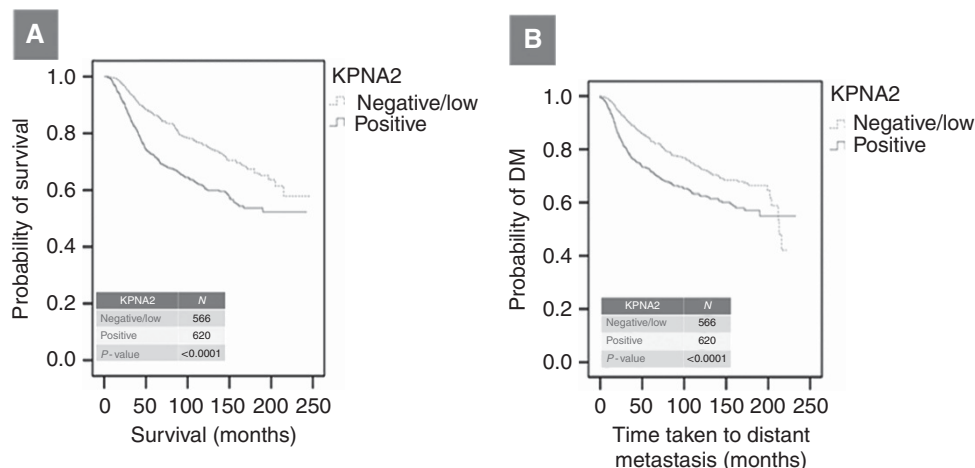 A
KPNA2
Negative/low
Positive
Probability of survival
1.0
0.8
0.6
0.4
0.2
0.0
KPNA2 N
Negative/low 566
Positive 620
P-value <0.0001
0 50 100 150 200 250
Survival (months)
B
KPNA2
Negative/low
Positive
Probability of DM
1.0
0.8
0.6
0.4
0.2
0.0
KPNA2 N
Negative/low 566
Positive 620
P-value <0.0001
0 50 100 150 200 250
Time taken to distant
metastasis (months)